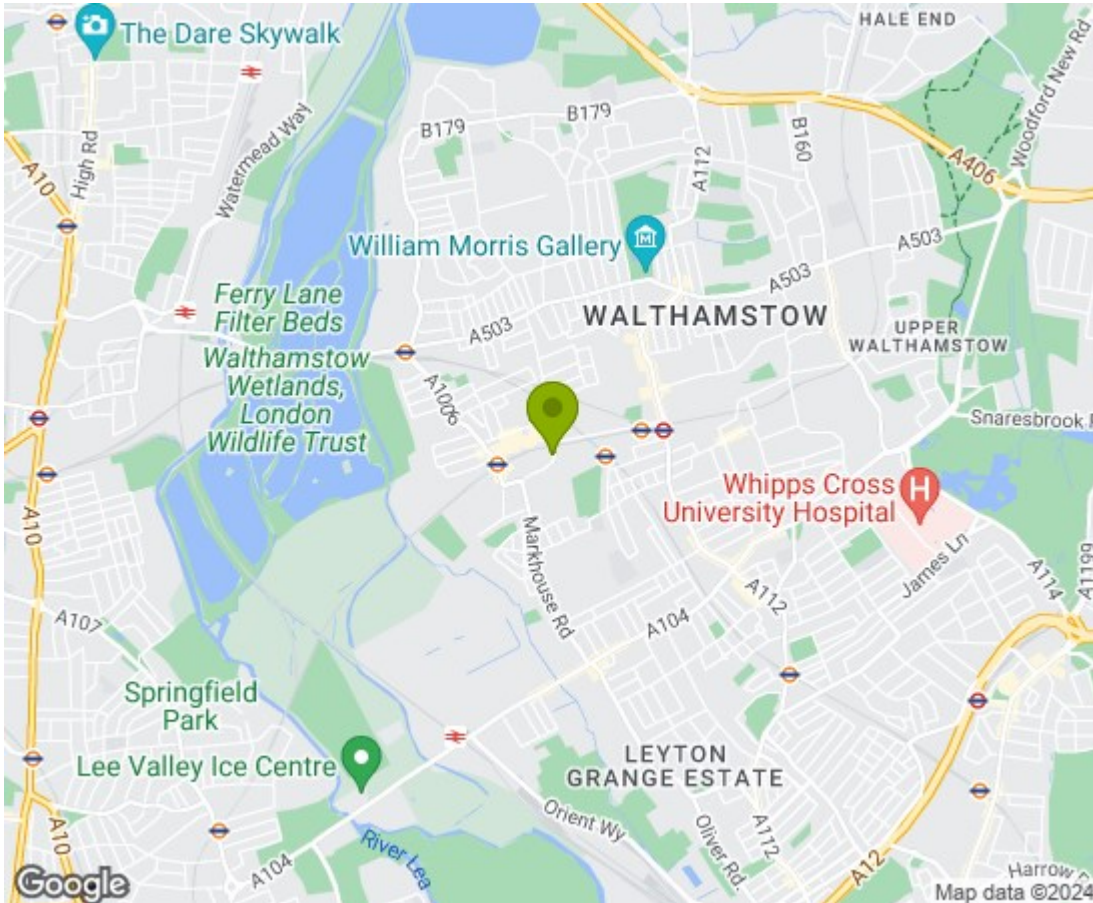 The Dare Skywalk
HALE END
Woodford New Rd
High Rd
Watermead Way
A10
B179
B179
A112
B160
A406
William Morris Gallery
A503
A503
A503
WALTHAMSTOW
UPPER
WALTHAMSTOW
Ferry Lane
Filter Beds
Walthamstow
Wetlands,
London
Wildlife Trust
A1006
Snaresbrook
Whipps Cross
University Hospital
H
A10
Markhouse Rd
James Ln
A114
A1199
A112
A104
A107
Springfield
Park
Lee Valley Ice Centre
LEYTON
GRANGE ESTATE
Orient Wy
Oliver Rd.
A112
A12
A10
A104
River Lea
Harrow
Google
Map data ©2024